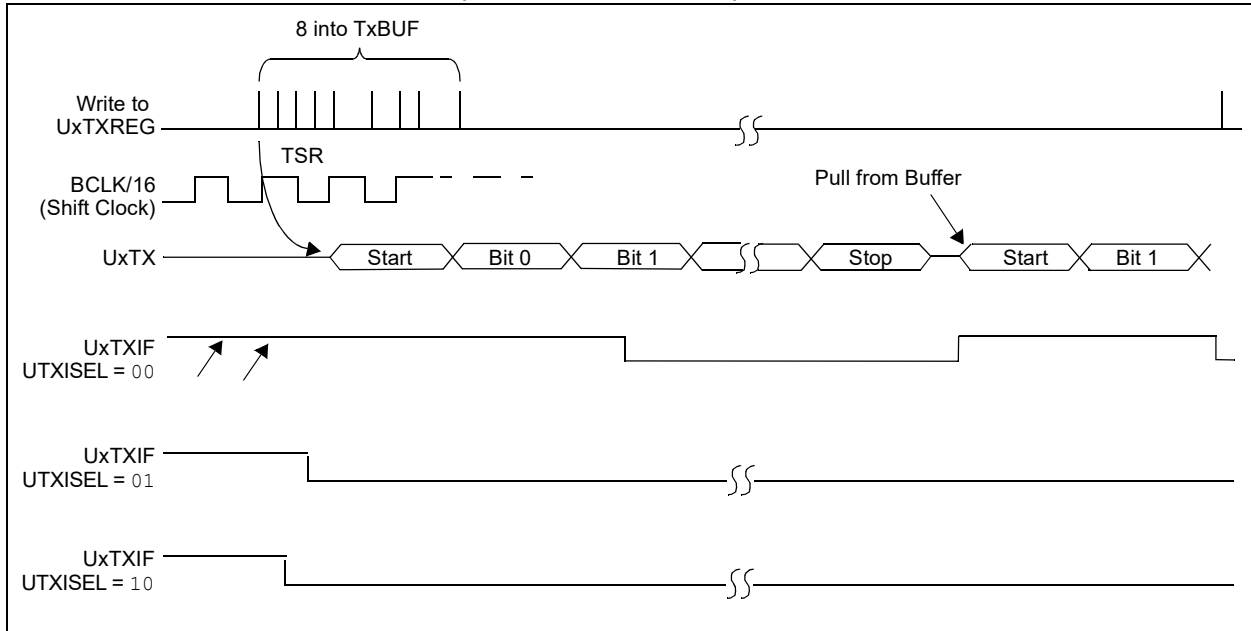 8 into TxBUF
Write to
UxTXREG
TSR
BCLK/16
(Shift Clock)
Pull from Buffer
UxTX
Start
Bit 0
Bit 1
Stop
Start
Bit 1
UxTXIF
UTXISEL = 00
UxTXIF
UTXISEL = 01
UxTXIF
UTXISEL = 10